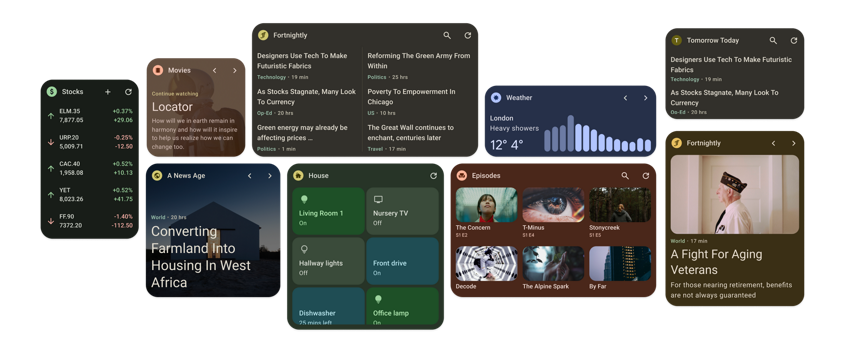 Stocks
ELM.35
+0.37%
7,877.05
+29.06
URP.20
-0.25%
5,009.71
-12.50
CAC.40
+0.52%
1,958.08
+10.13
YET
+0.52%
8,023.26
+41.75
FF.90
-1.40%
7372.20
-112.50
Movies
Continue watching
Locator
How will we in earth remain in
harmony and how will it inspire
to help us realize how we can
change too.
A News Age
World • 20 hrs
Converting
Farmland Into
Housing In West
Africa
Fortnightly
Designers Use Tech To Make
Futuristic Fabrics
Technology • 19 min
As Stocks Stagnate, Many Look
To Currency
Op-Ed • 20 hrs
Green energy may already be
affecting prices ...
Politics • 1 min
Reforming The Green Army From
Within
Politics • 25 hrs
Poverty To Empowerment In
Chicago
US • 10 hrs
The Great Wall continues to
enchant, centuries later
Travel • 17 min
House
Living Room 1
On
Nursery TV
Off
Hallway lights
Off
Front drive
On
Dishwasher
25 mins left
Office lamp
On
Weather
London
Heavy showers
12° 4°
Episodes
The Concern
S1 E2
T-Minus
S1 E4
Stonycreek
S1 E5
Decode
The Alpine Spark
By Far
T
Tomorrow Today
Designers Use Tech To Make Futuristic
Fabrics
Technology • 19 min
As Stocks Stagnate, Many Look To
Currency
Op-Ed • 20 hrs
Fortnightly
World • 17 min
A Fight For Aging
Veterans
For those nearing retirement, benefits
are not always guaranteed